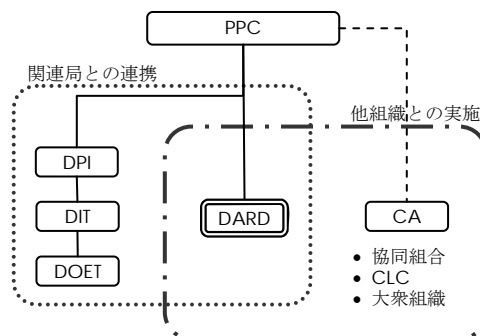 PPC
関連局との連携
他組織との実施
DPI
DIT
DOET
DARD
CA
• 協同組合
• CLC
• 大衆組織